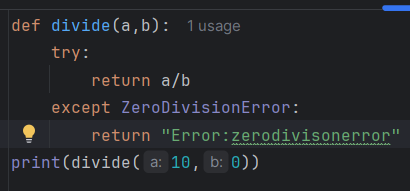 def divide(a,b): 1 usage
    try:
        return a/b
    except ZeroDivisionError:
        return "Error:zerodivisonerror"
print(divide( a: 10, b: 0))